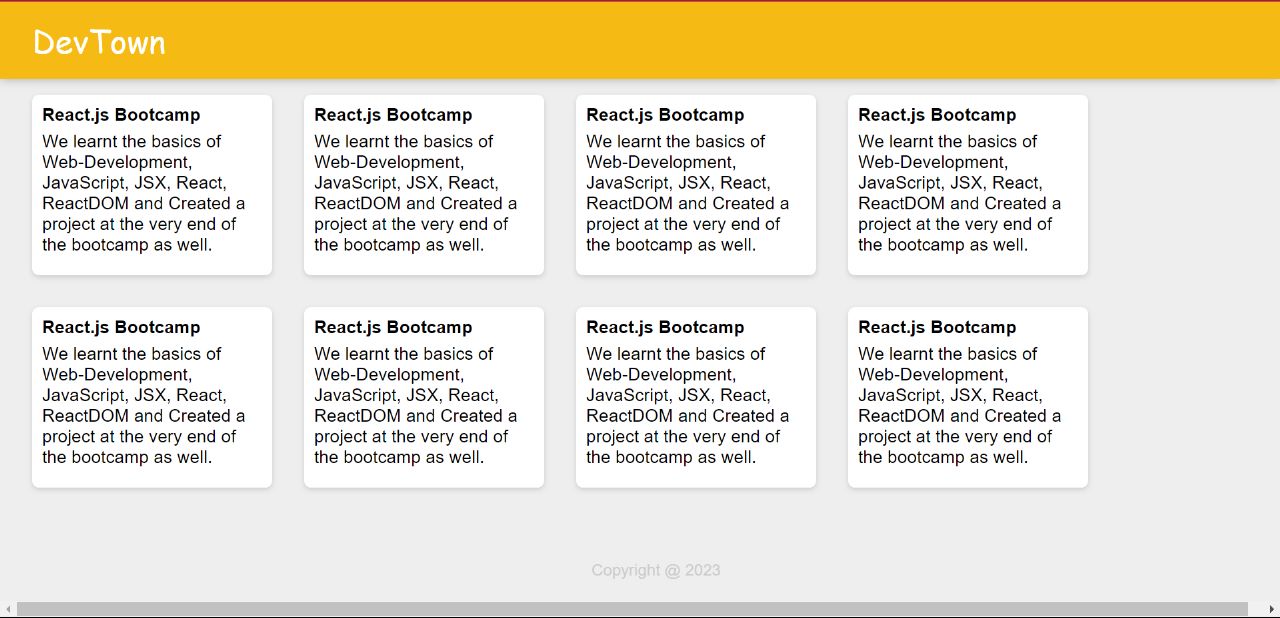 DevTown
React.js Bootcamp
We learnt the basics of
Web-Development,
JavaScript, JSX, React,
ReactDOM and Created a
project at the very end of
the bootcamp as well.
React.js Bootcamp
We learnt the basics of
Web-Development,
JavaScript, JSX, React,
ReactDOM and Created a
project at the very end of
the bootcamp as well.
React.js Bootcamp
We learnt the basics of
Web-Development,
JavaScript, JSX, React,
ReactDOM and Created a
project at the very end of
the bootcamp as well.
React.js Bootcamp
We learnt the basics of
Web-Development,
JavaScript, JSX, React,
ReactDOM and Created a
project at the very end of
the bootcamp as well.
React.js Bootcamp
We learnt the basics of
Web-Development,
JavaScript, JSX, React,
ReactDOM and Created a
project at the very end of
the bootcamp as well.
React.js Bootcamp
We learnt the basics of
Web-Development,
JavaScript, JSX, React,
ReactDOM and Created a
project at the very end of
the bootcamp as well.
React.js Bootcamp
We learnt the basics of
Web-Development,
JavaScript, JSX, React,
ReactDOM and Created a
project at the very end of
the bootcamp as well.
React.js Bootcamp
We learnt the basics of
Web-Development,
JavaScript, JSX, React,
ReactDOM and Created a
project at the very end of
the bootcamp as well.
Copyright @ 2023